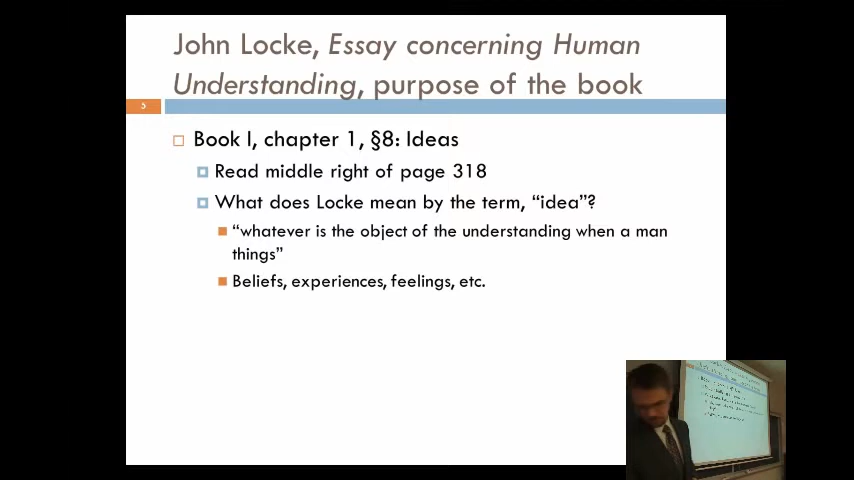 John Locke, Essay concerning Human
Understanding, purpose of the book
5
Book I, chapter 1, §8: Ideas
Read middle right of page 318
What does Locke mean by the term, “idea”?
“whatever is the object of the understanding when a man
things”
Beliefs, experiences, feelings, etc.